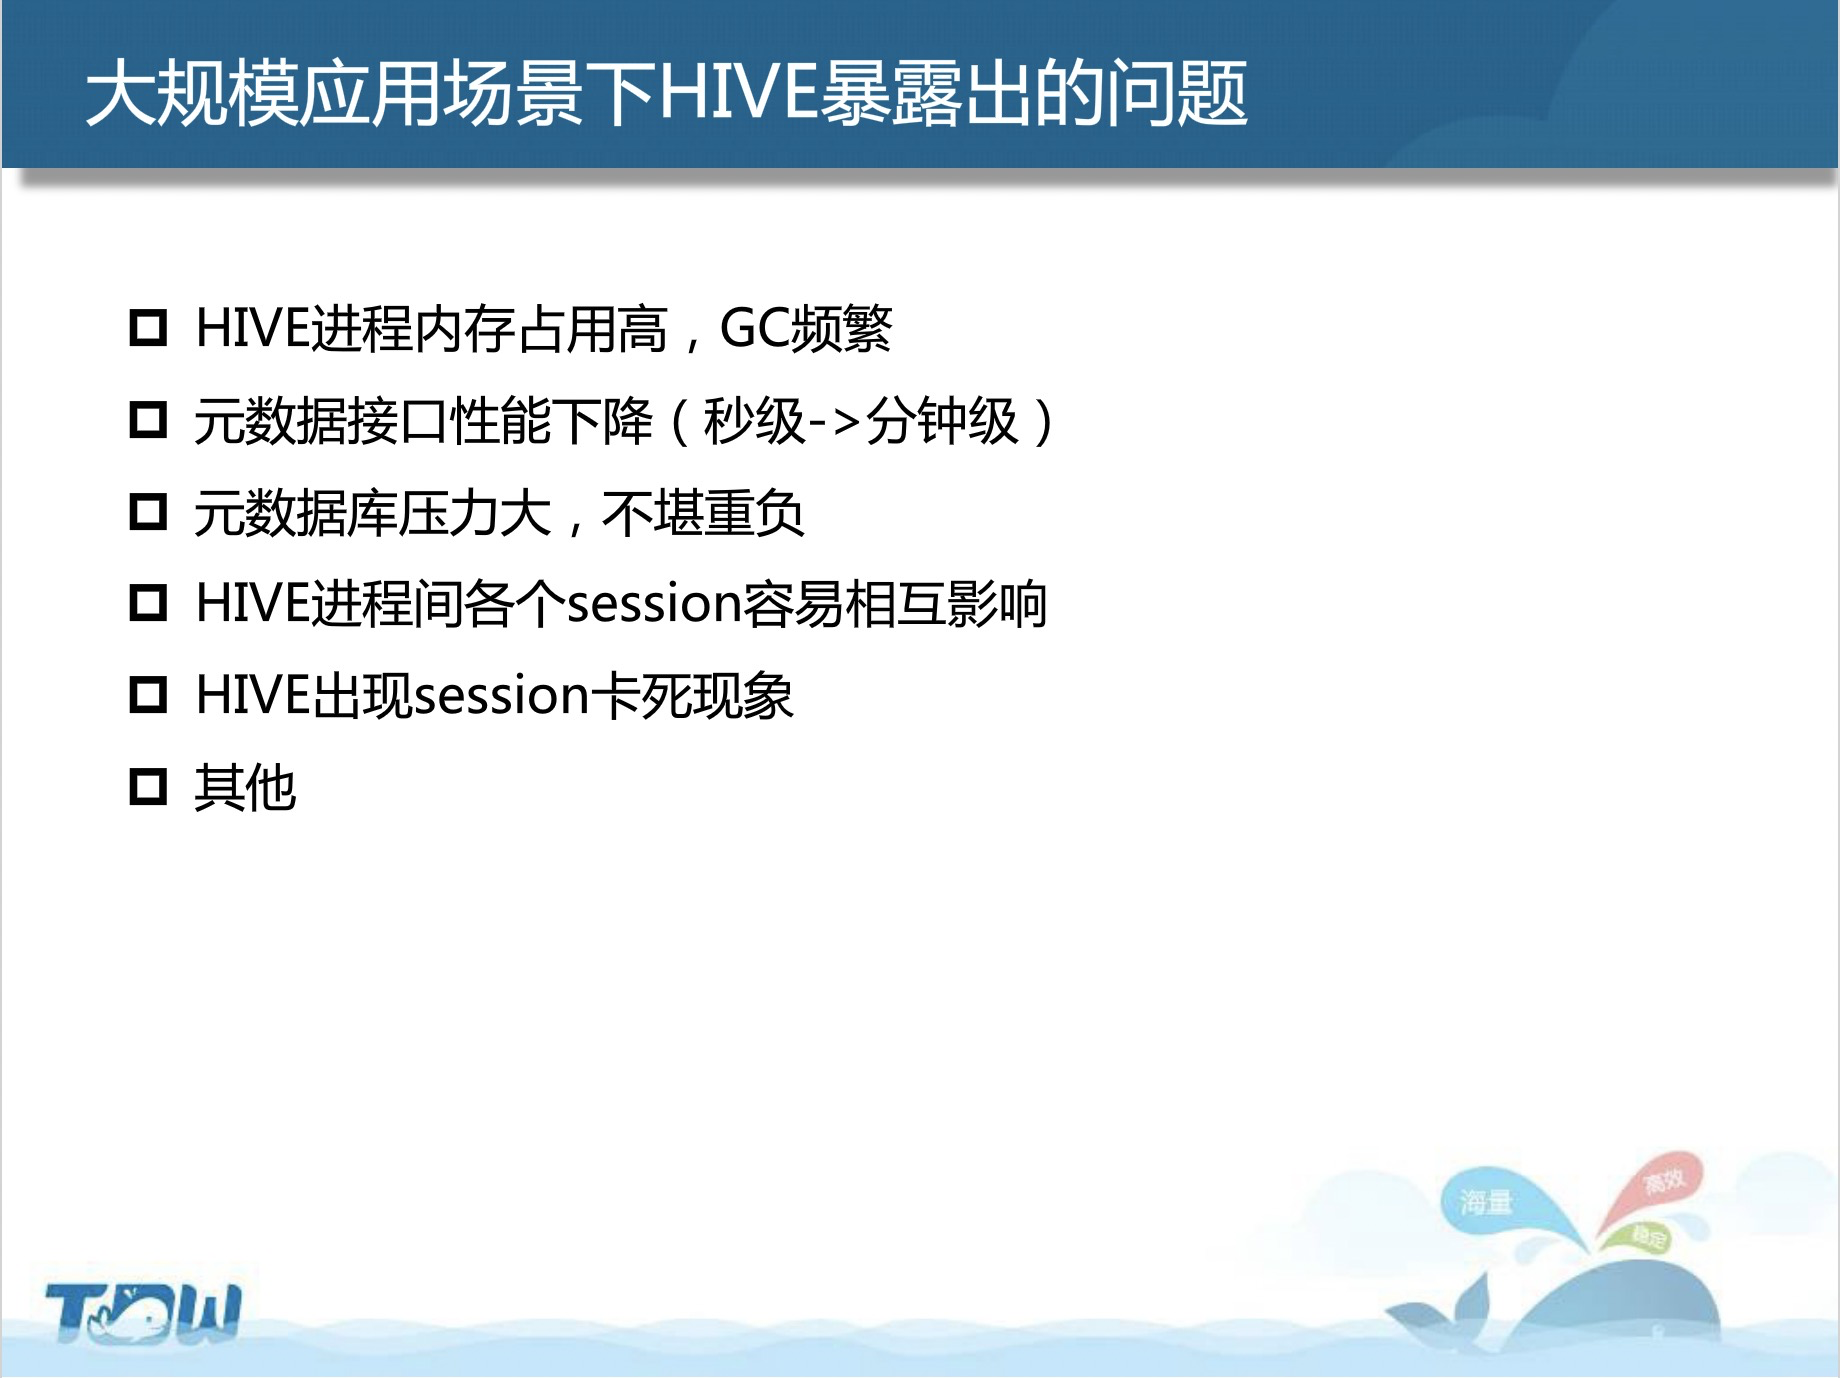 大规模应用场景下HIVE暴露出的问题
HIVE进程内存占用高，GC频繁
元数据接口性能下降（秒级->分钟级）
元数据库压力大，不堪重负
HIVE进程间各个session容易相互影响
HIVE出现session卡死现象
其他
海量
高效
稳定
TDW